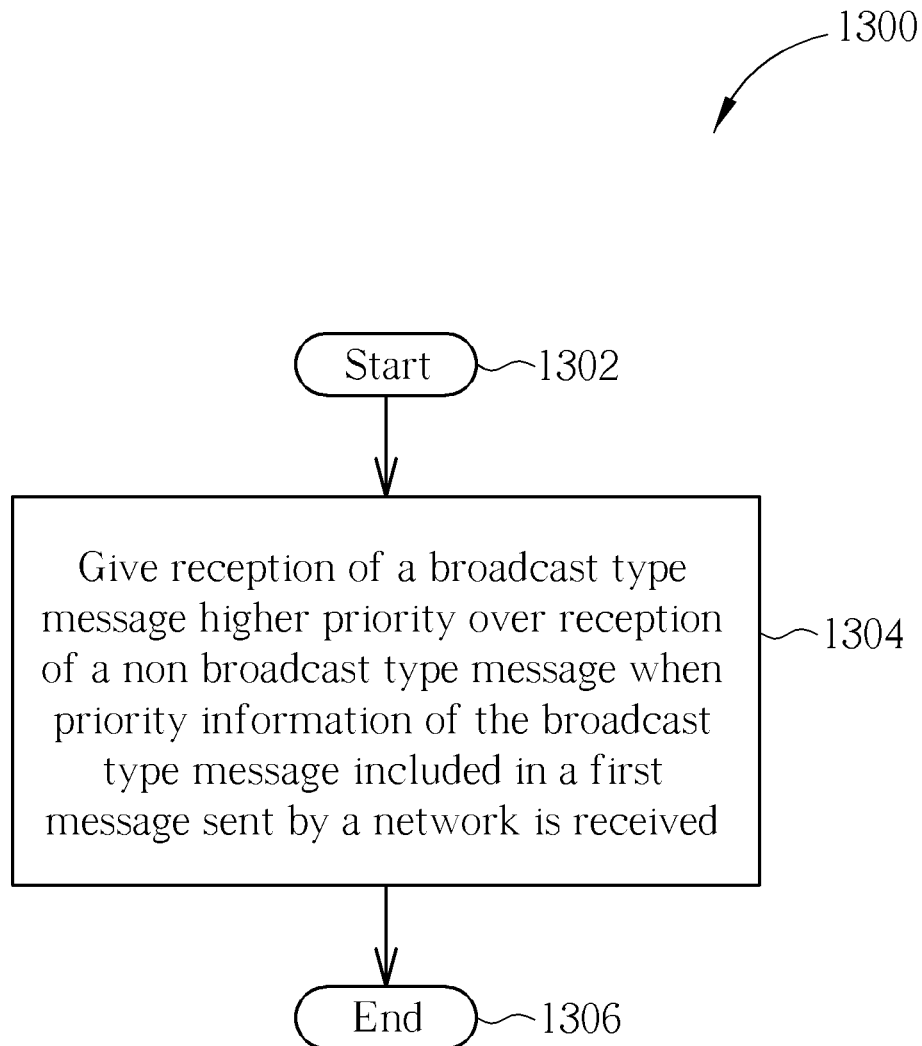 1300
Start
1302
Give reception of a broadcast type
message higher priority over reception
of a non broadcast type message when
priority information of the broadcast
type message included in a first
message sent by a network is received
1304
End
1306